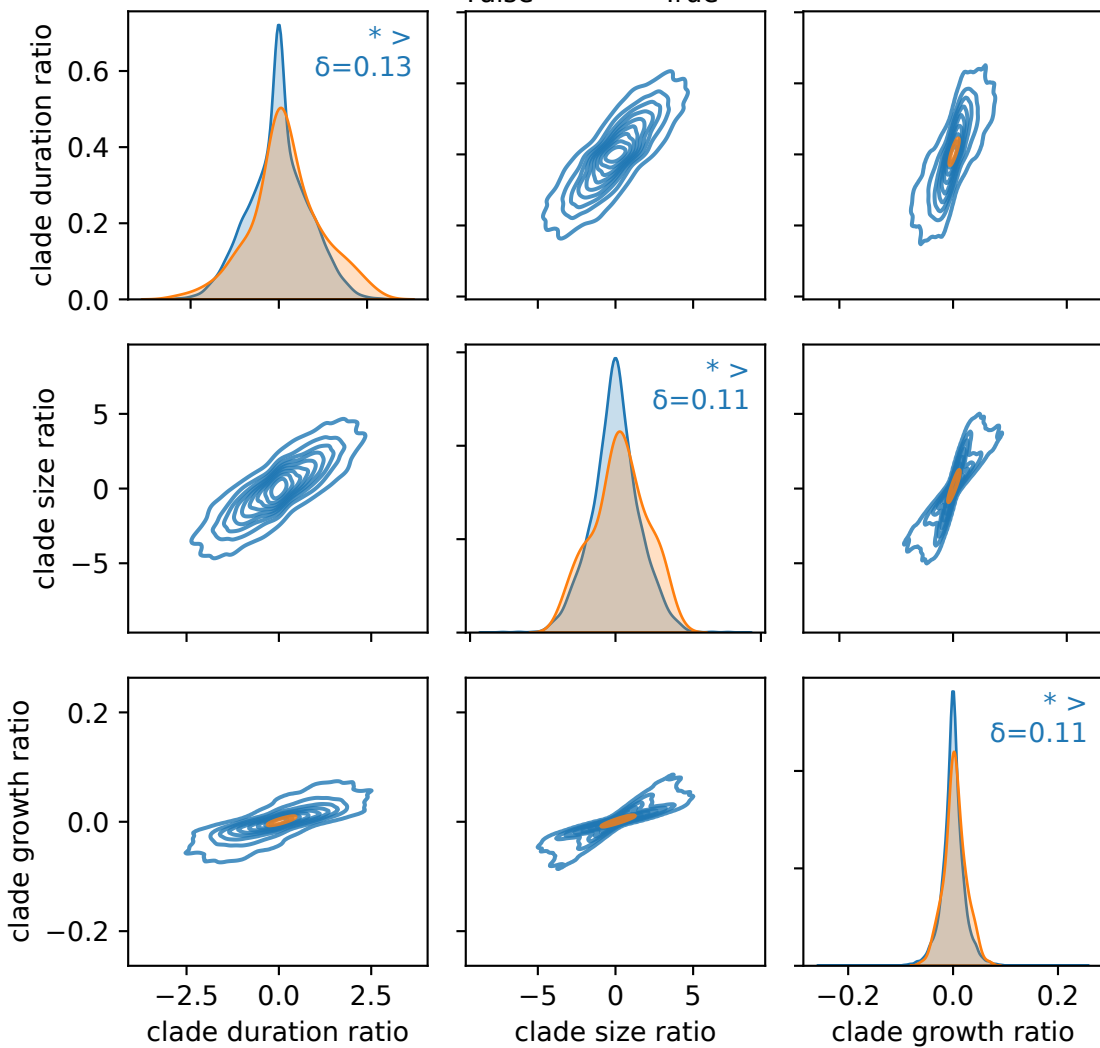 False True
clade duration ratio
0.6
0.4
0.2
0.0
* >
δ=0.13
clade size ratio
5
0
−5
* >
δ=0.11
clade growth ratio
0.2
0.0
−0.2
* >
δ=0.11
−2.5 0.0 2.5
−5 0 5
−0.2 0.0 0.2
clade duration ratio
clade size ratio
clade growth ratio